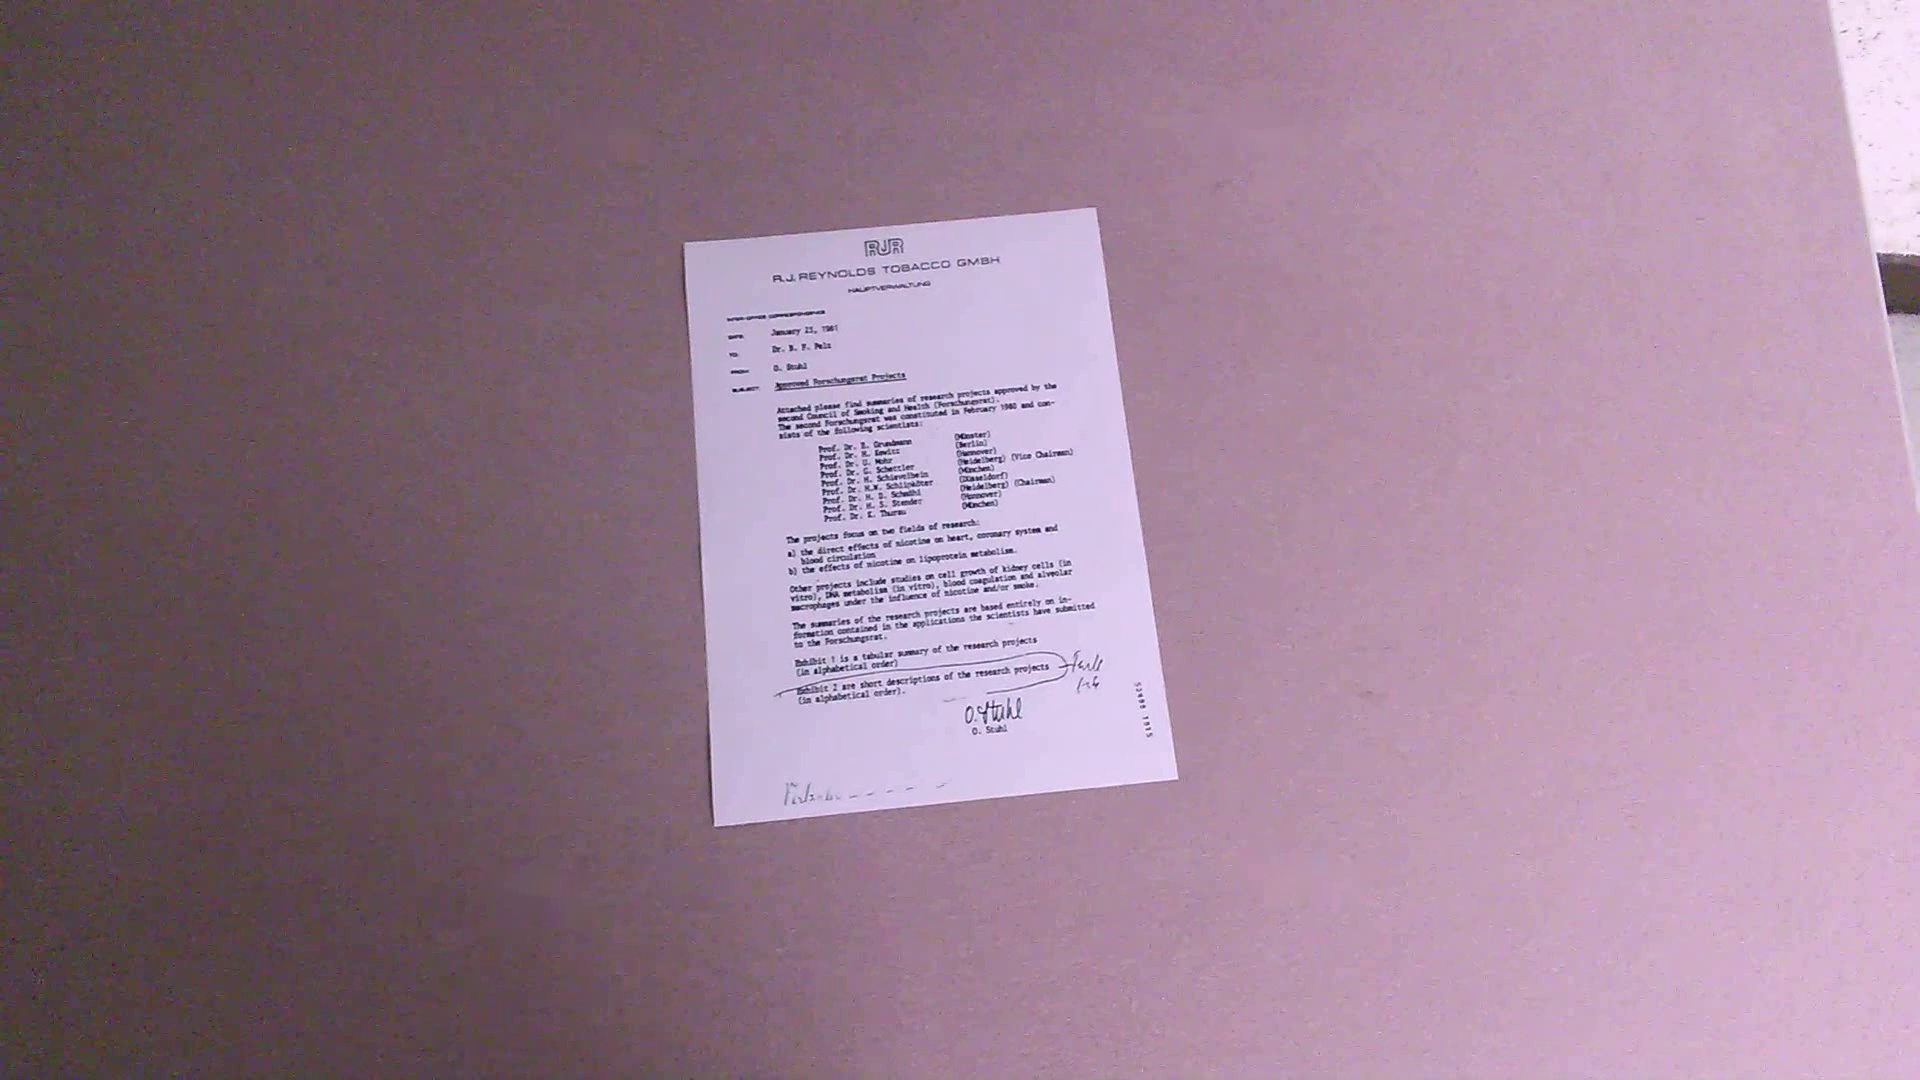 RJR
R.J. REYNOLDS TOBACCO GMBH
HAUPTVERWALTUNG
INTER-OFFICE CORRESPONDENCE
DATE: January 23, 1981
TO: Dr. B. F. Pelz
FROM: O. Stuhl
SUBJECT: Approved Forschungsrat Projects
Attached please find summaries of research projects approved by the
second Council of Smoking and Health (Forschungsrat).
The second Forschungsrat was constituted in February 1980 and con-
sists of the following scientists:
Prof. Dr. E. Grundmann (Münster)
Prof. Dr. H. Kewitz (Berlin)
Prof. Dr. U. Mohr (Hannover)
Prof. Dr. G. Schettler (Heidelberg) (Vice Chairman)
Prof. Dr. H. Schievelbein (München)
Prof. Dr. H.W. Schlipköter (Düsseldorf)
Prof. Dr. H. D. Schmähl (Heidelberg) (Chairman)
Prof. Dr. H. S. Stender (Hannover)
Prof. Dr. K. Thurau (München)
The projects focus on two fields of research:
a) the direct effects of nicotine on heart, coronary system and
blood circulation
b) the effects of nicotine on lipoprotein metabolism.
Other projects include studies on cell growth of kidney cells (in
vitro), DNA metabolism (in vitro), blood coagulation and alveolar
macrophages under the influence of nicotine and/or smoke.
The summaries of the research projects are based entirely on in-
formation contained in the applications the scientists have submitted
to the Forschungsrat.
Exhibit 1 is a tabular summary of the research projects
(in alphabetical order)
Exhibit 2 are short descriptions of the research projects
(in alphabetical order).
O. Stuhl
O. Stuhl